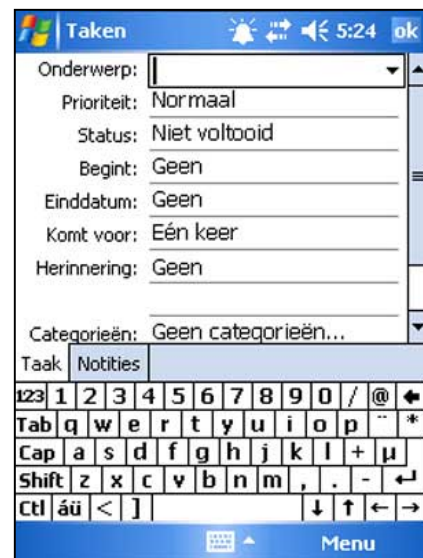 Taken 5:24 ok
Onderwerp:
Prioriteit: Normaal
Status: Niet voltooid
Begint: Geen
Einddatum: Geen
Komt voor: Eén keer
Herinnering: Geen
Categorieën: Geen categorieën...
Taak Notities
123 1 2 3 4 5 6 7 8 9 0 / @ ←
Tab q w e r t y u i o p ¨ *
Cap a s d f g h j k l + µ
Shift z x c v b n m , . - ↵
Ctl áü < ] ↓ ↑ ← →
Menu